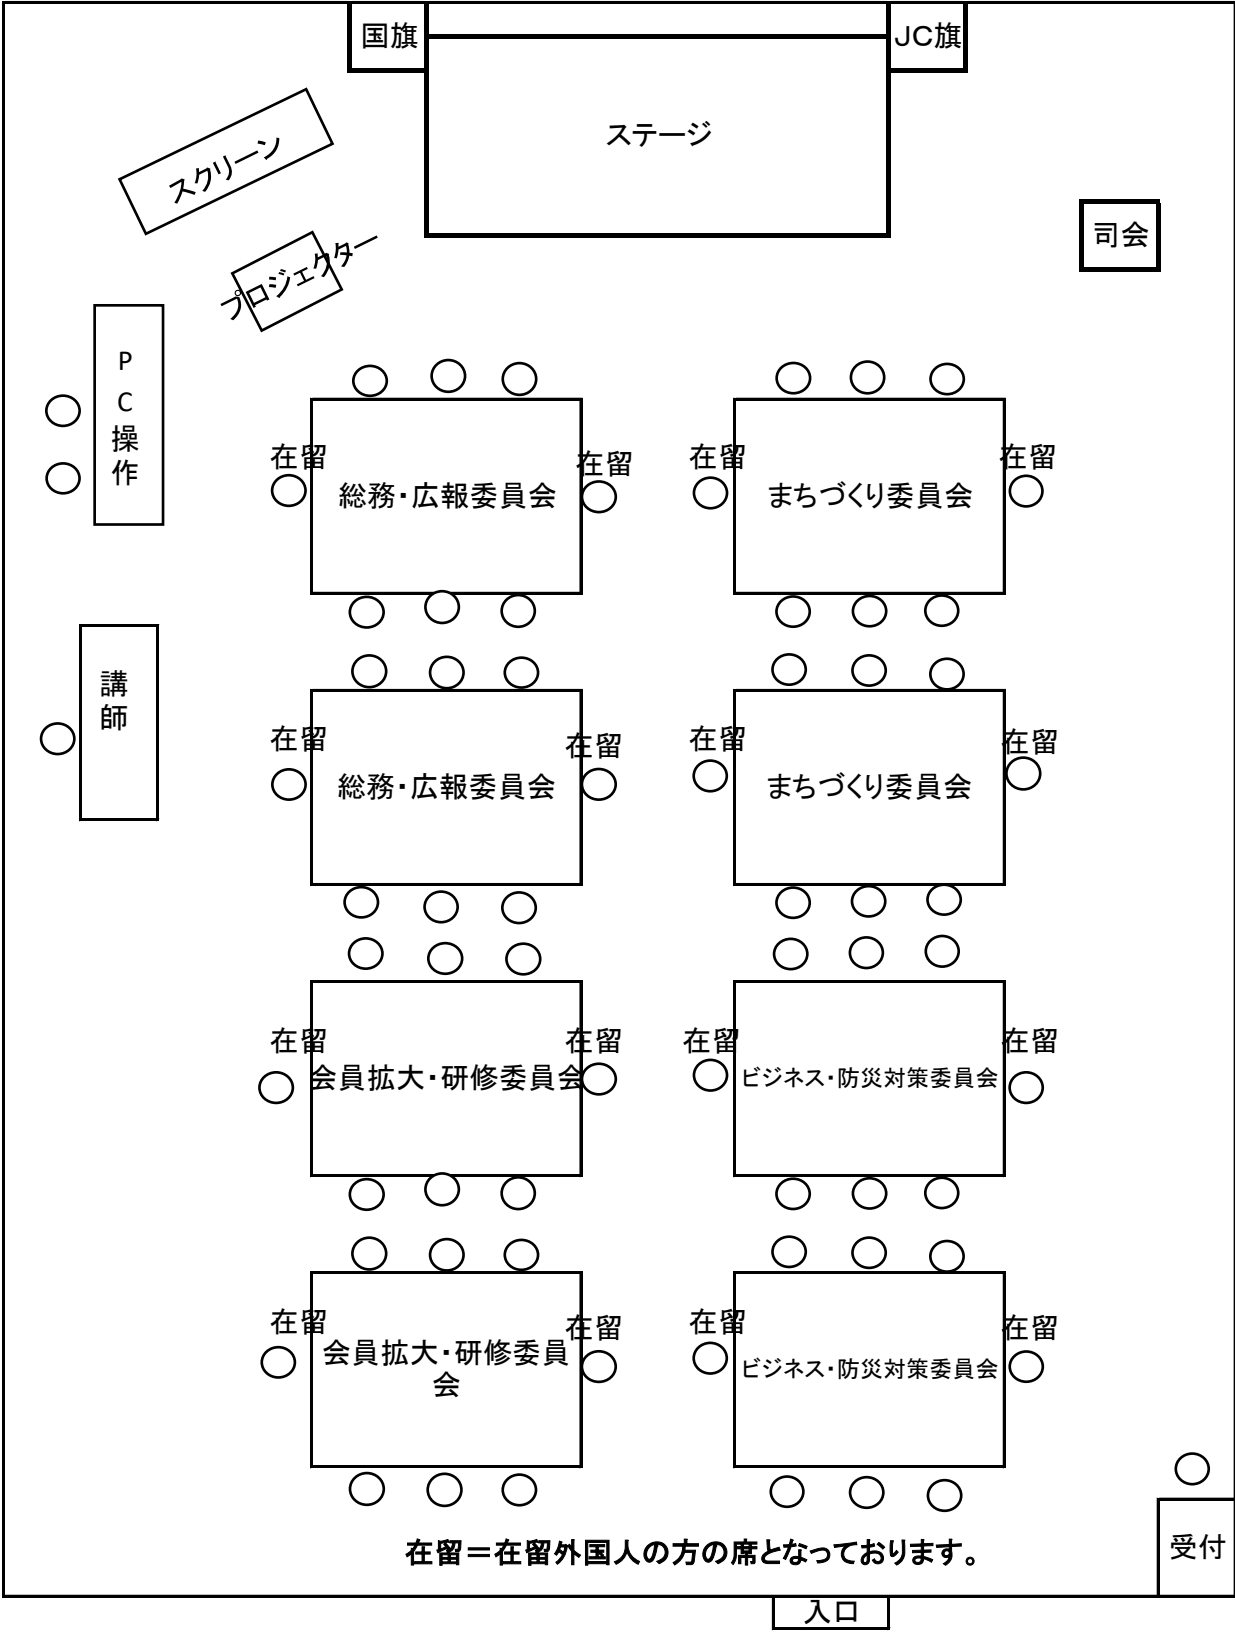 国旗
JC旗
ステージ
スクリーン
司会
プロジェクター
PC操作
在留
在留
在留
在留
総務・広報委員会
まちづくり委員会
講師
在留
在留
在留
在留
総務・広報委員会
まちづくり委員会
在留
在留
在留
在留
会員拡大・研修委員会
ビジネス・防災対策委員会
在留
在留
在留
在留
会員拡大・研修委員
会
ビジネス・防災対策委員会
在留＝在留外国人の方の席となっております。
受付
入口